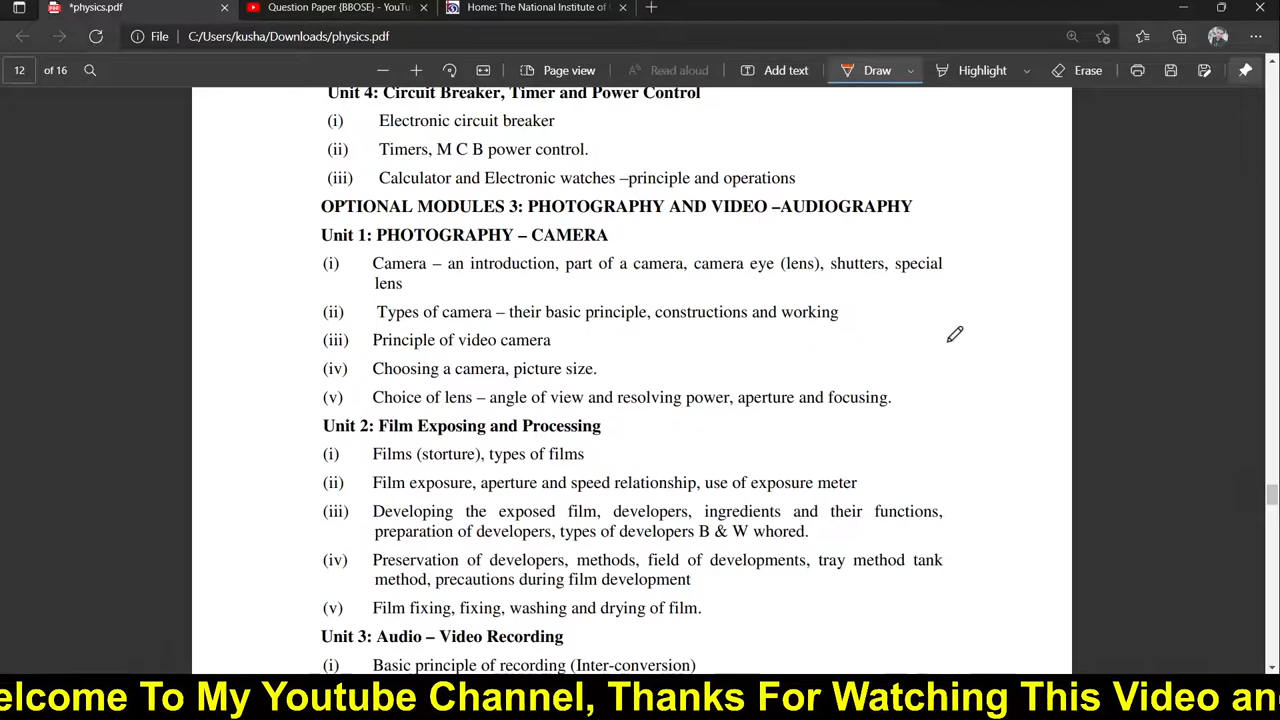 *physics.pdf
Question Paper {BBOSE} - YouTu
Home: The National Institute of
File C:/Users/kusha/Downloads/physics.pdf
12 of 16 Page view Read aloud Add text Draw Highlight Erase
Unit 4: Circuit Breaker, Timer and Power Control
(i) Electronic circuit breaker
(ii) Timers, M C B power control.
(iii) Calculator and Electronic watches –principle and operations
OPTIONAL MODULES 3: PHOTOGRAPHY AND VIDEO –AUDIOGRAPHY
Unit 1: PHOTOGRAPHY – CAMERA
(i) Camera – an introduction, part of a camera, camera eye (lens), shutters, special
lens
(ii) Types of camera – their basic principle, constructions and working
(iii) Principle of video camera
(iv) Choosing a camera, picture size.
(v) Choice of lens – angle of view and resolving power, aperture and focusing.
Unit 2: Film Exposing and Processing
(i) Films (storture), types of films
(ii) Film exposure, aperture and speed relationship, use of exposure meter
(iii) Developing the exposed film, developers, ingredients and their functions,
preparation of developers, types of developers B & W whored.
(iv) Preservation of developers, methods, field of developments, tray method tank
method, precautions during film development
(v) Film fixing, fixing, washing and drying of film.
Unit 3: Audio – Video Recording
(i) Basic principle of recording (Inter-conversion)
elcome To My Youtube Channel, Thanks For Watching This Video an